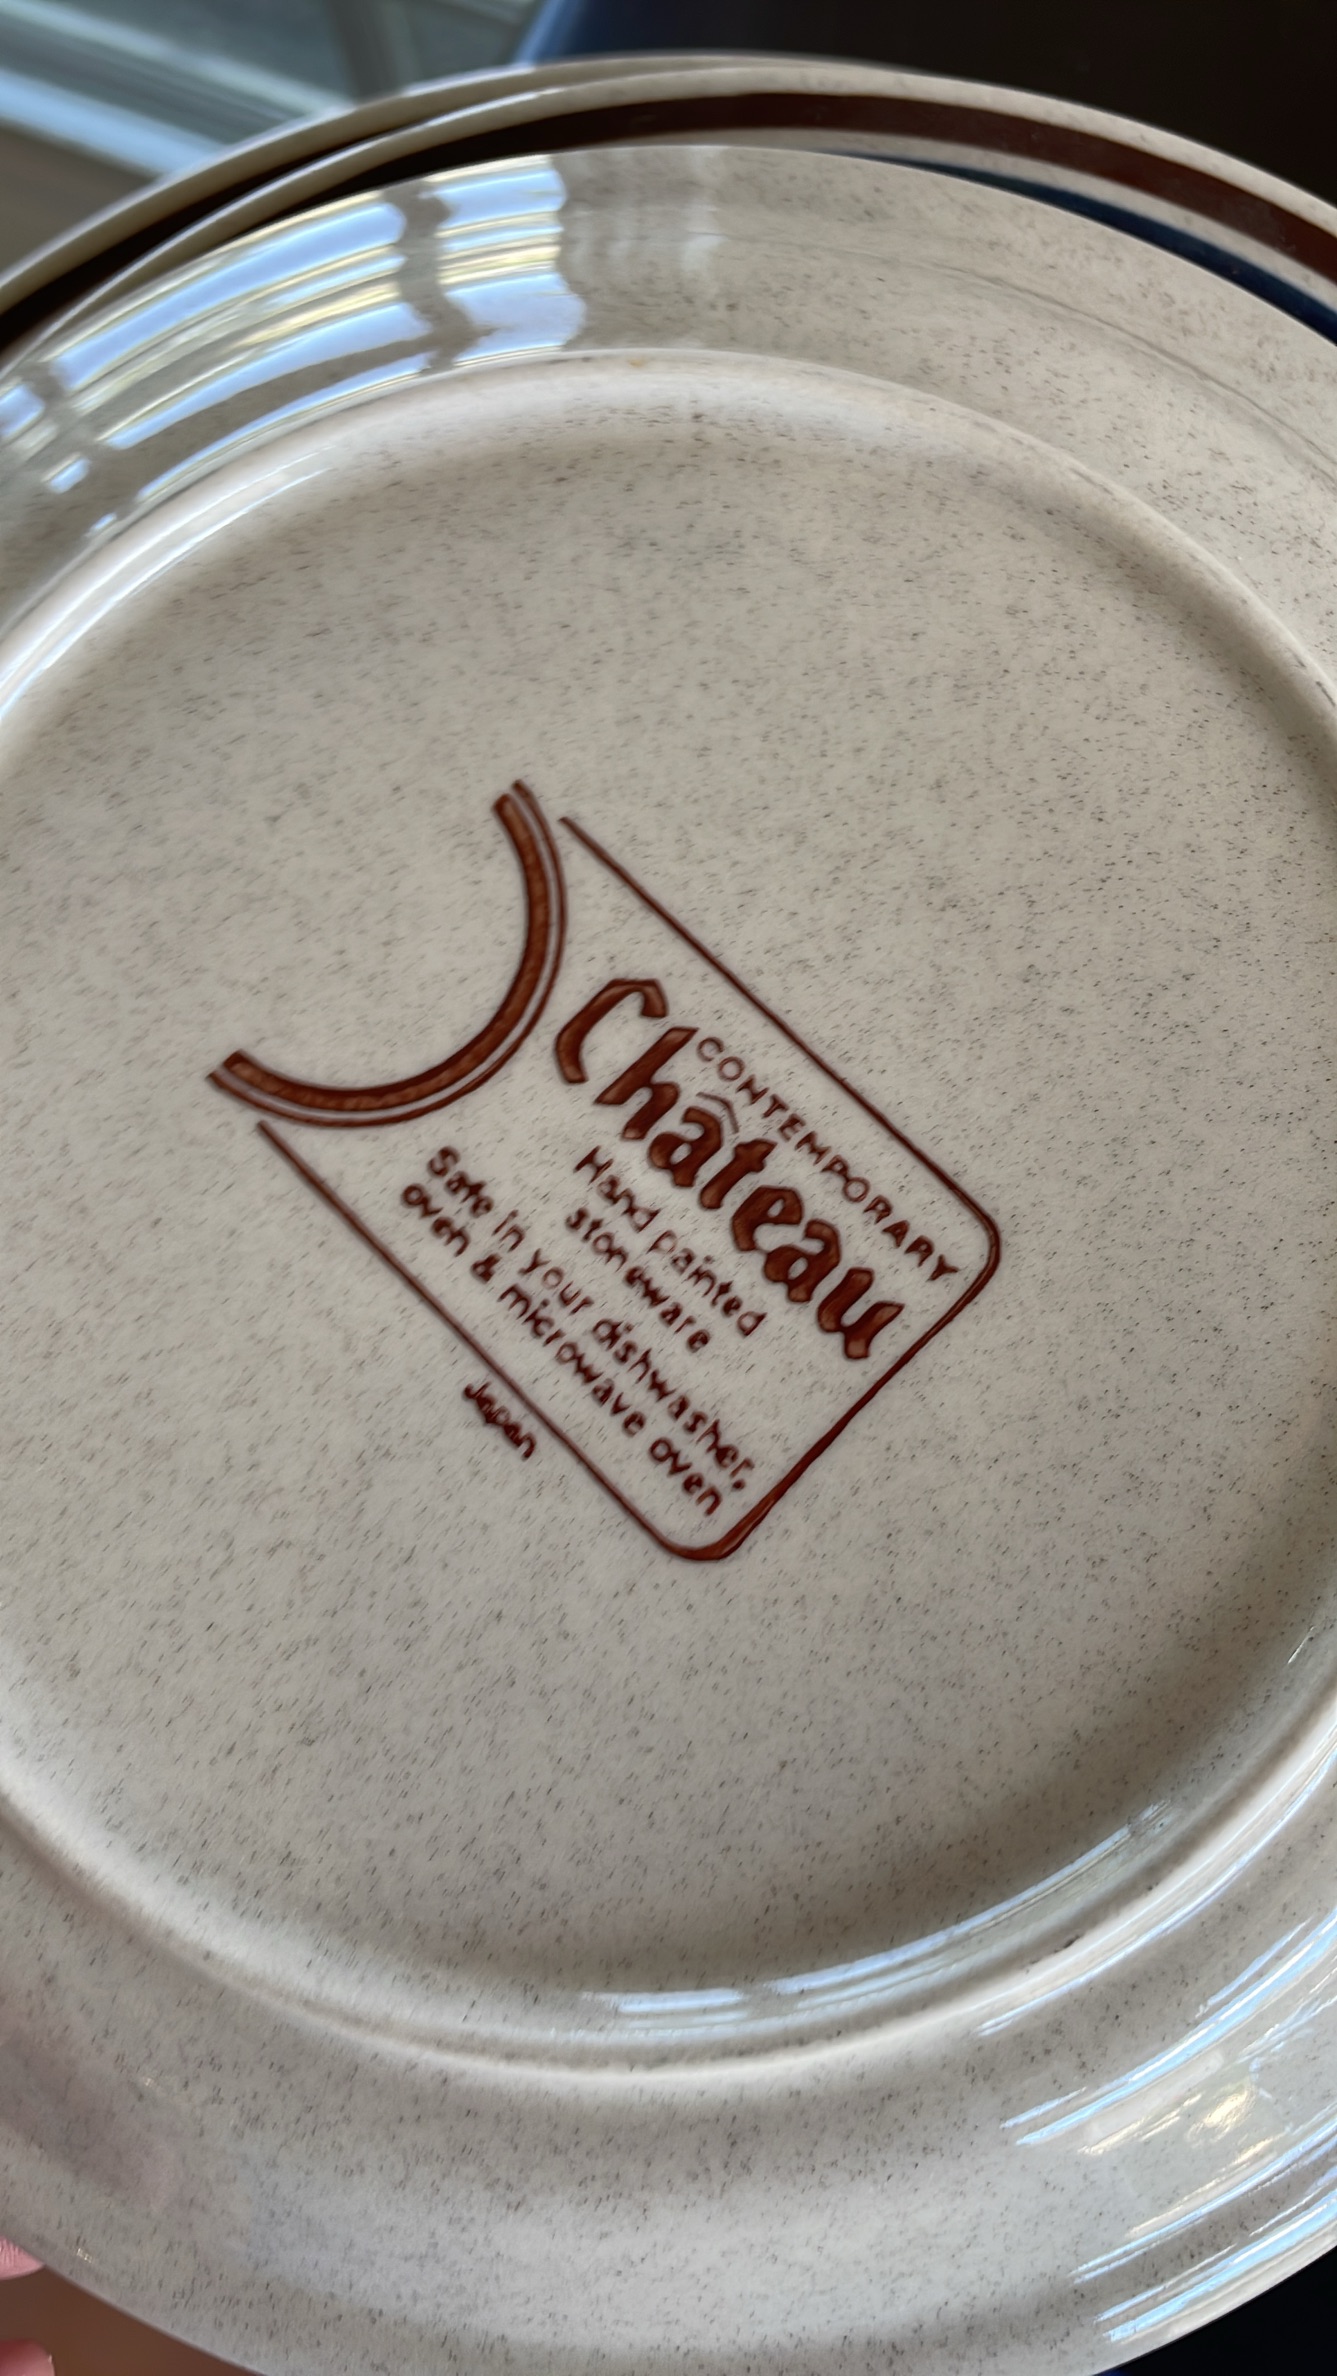 CONTEMPORARY
Château
Hand painted
stoneware
Safe in your dishwasher,
oven & microwave oven
Japan